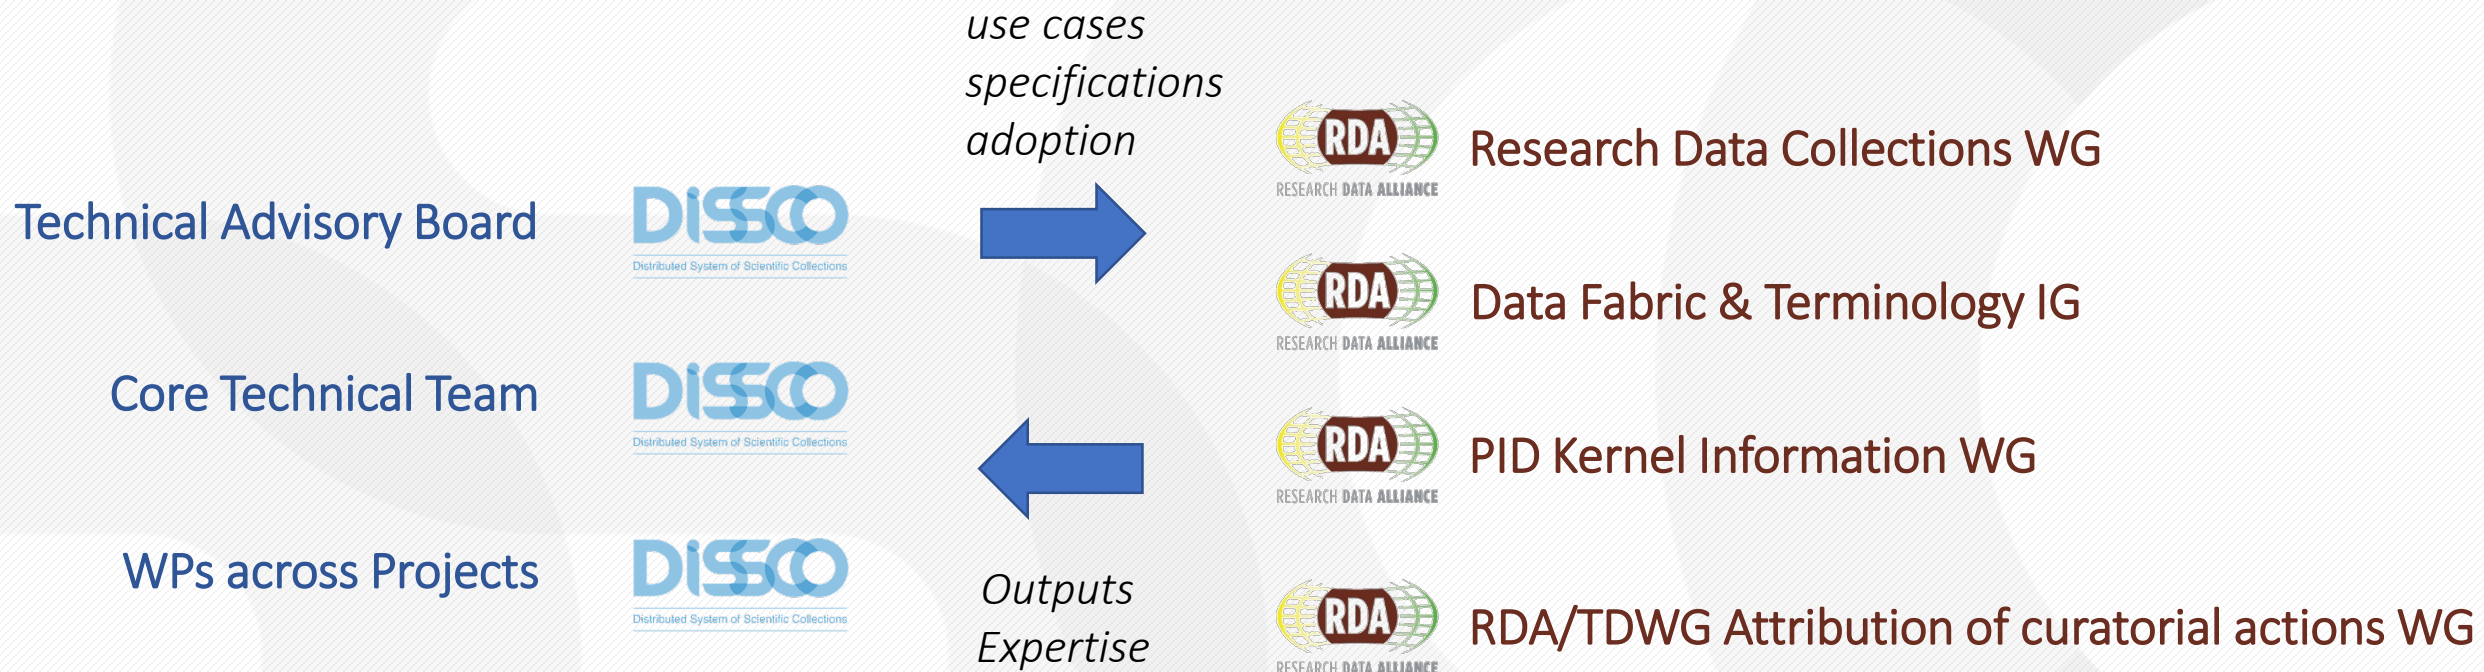 use cases
specifications
adoption
Technical Advisory Board
DiSSCO
Distributed System of Scientific Collections
Core Technical Team
DiSSCO
Distributed System of Scientific Collections
WPs across Projects
DiSSCO
Distributed System of Scientific Collections
Outputs
Expertise
RDA
RESEARCH DATA ALLIANCE
Research Data Collections WG
RDA
RESEARCH DATA ALLIANCE
Data Fabric & Terminology IG
RDA
RESEARCH DATA ALLIANCE
PID Kernel Information WG
RDA
RESEARCH DATA ALLIANCE
RDA/TDWG Attribution of curatorial actions WG